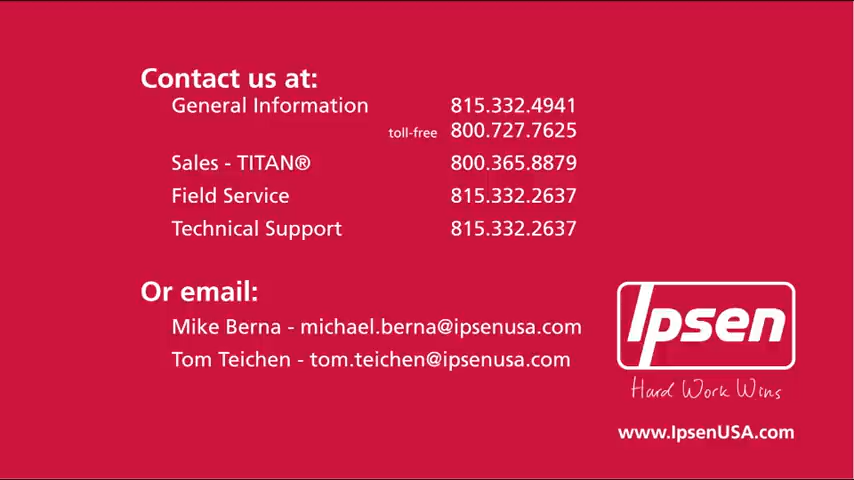 Contact us at:
General Information 815.332.4941
toll-free 800.727.7625
Sales - TITAN® 800.365.8879
Field Service 815.332.2637
Technical Support 815.332.2637
Or email:
Mike Berna - michael.berna@ipsenusa.com
Tom Teichen - tom.teichen@ipsenusa.com
Ipsen
Hard Work Wins
www.IpsenUSA.com